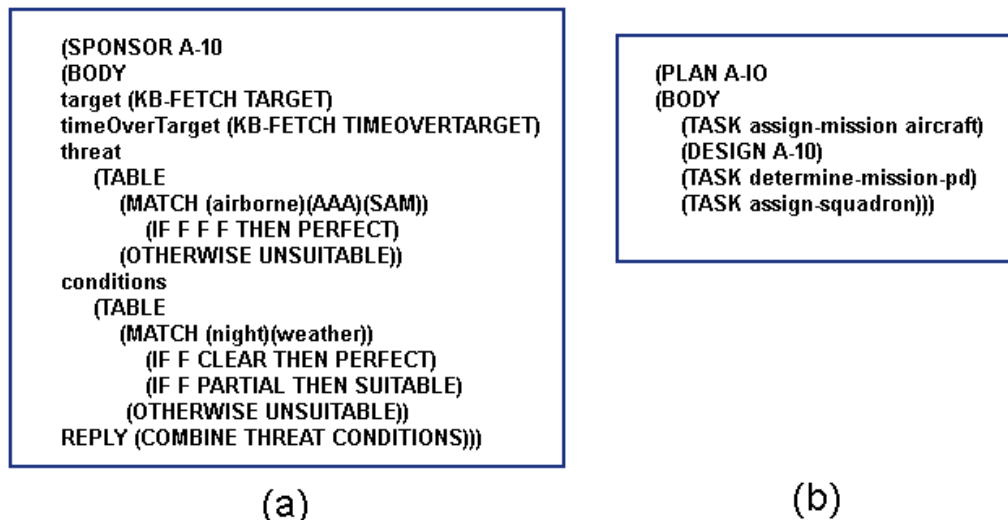 (SPONSOR A-10
(BODY
target (KB-FETCH TARGET)
timeOverTarget (KB-FETCH TIMEOVERTARGET)
threat
(TABLE
(MATCH (airborne)(AAA)(SAM))
(IF F F F THEN PERFECT)
(OTHERWISE UNSUITABLE))
conditions
(TABLE
(MATCH (night)(weather))
(IF F CLEAR THEN PERFECT)
(IF F PARTIAL THEN SUITABLE)
(OTHERWISE UNSUITABLE))
REPLY (COMBINE THREAT CONDITIONS)))
(a)
(PLAN A-IO
(BODY
(TASK assign-mission aircraft)
(DESIGN A-10)
(TASK determine-mission-pd)
(TASK assign-squadron)))
(b)